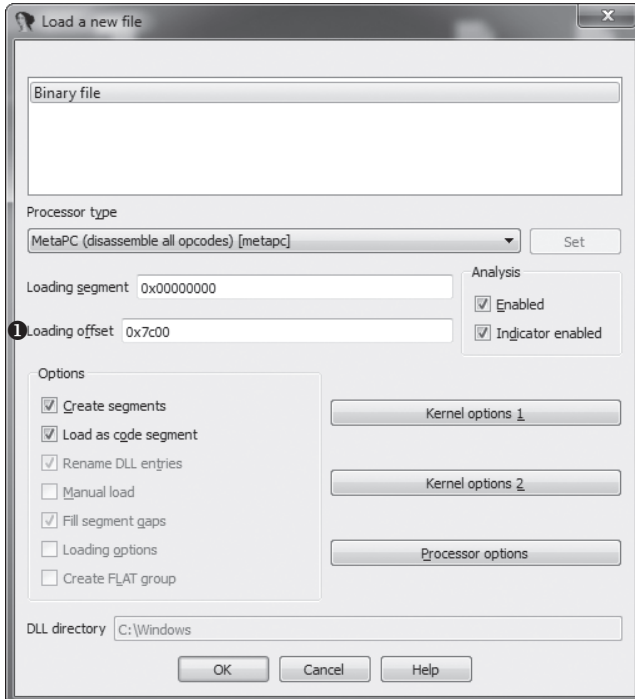 Load a new file
x
Binary file
Processor type
MetaPC (disassemble all opcodes) [metapc]
Set
Loading segment 0x00000000
Analysis
Enabled
❶Loading offset 0x7c00
Indicator enabled
Options
Create segments
Kernel options 1
Load as code segment
Rename DLL entries
Kernel options 2
Manual load
Fill segment gaps
Loading options
Processor options
Create FLAT group
DLL directory C:\Windows
OK
Cancel
Help